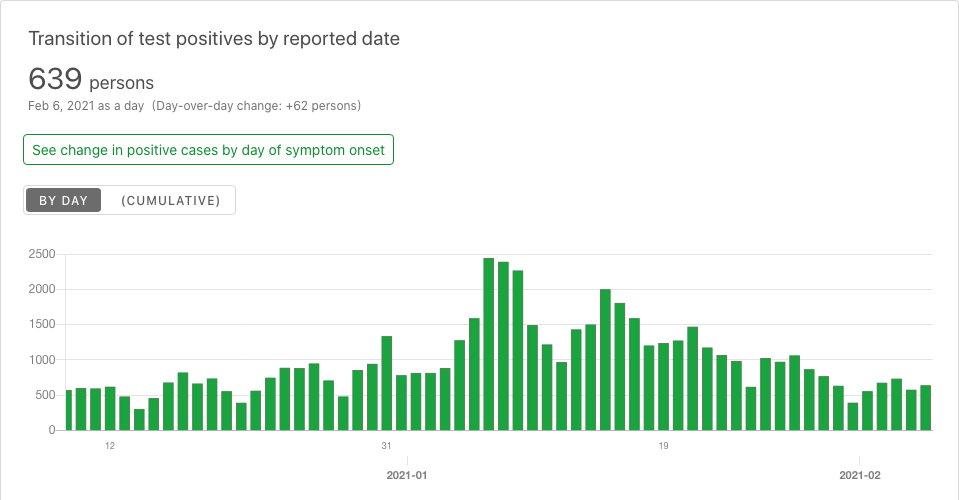 Transition of test positives by reported date
639 persons
Feb 6, 2021 as a day (Day-over-day change: +62 persons)
See change in positive cases by day of symptom onset
BY DAY (CUMULATIVE)
2500
2000
1500
1000
500
0
12 31 19
2021-01 2021-02